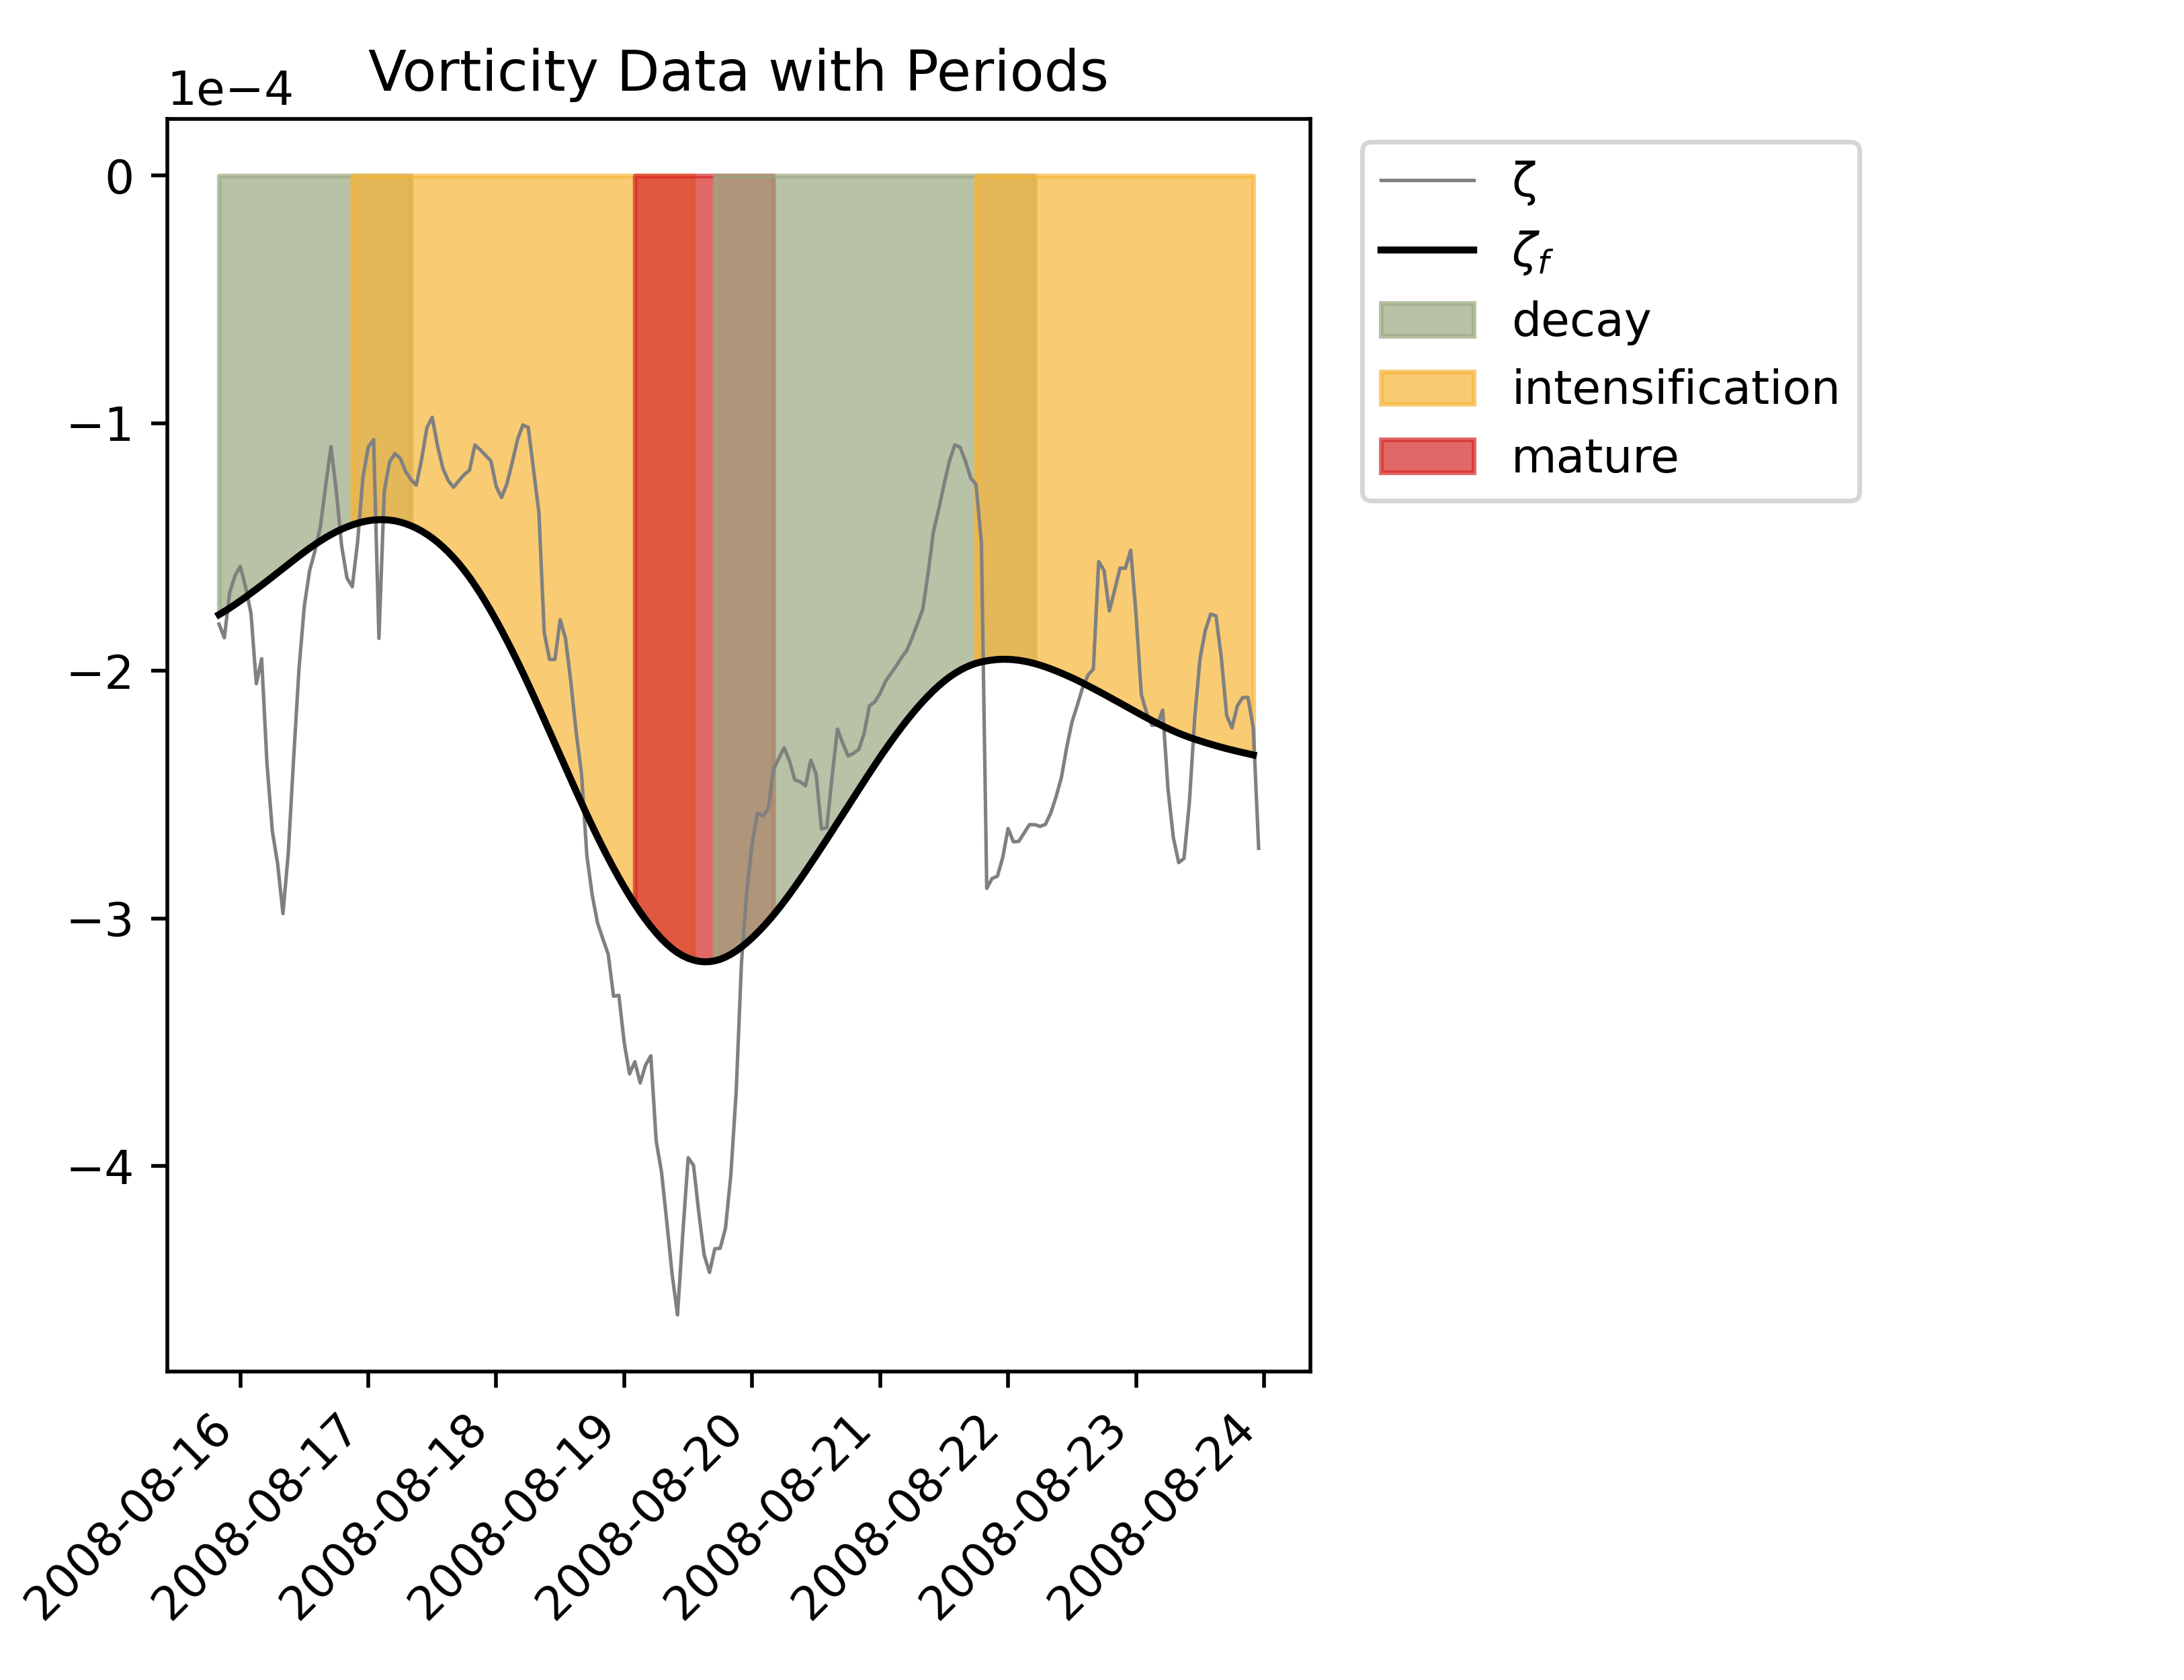 Vorticity Data with Periods
1e−4
0
−1
−2
−3
−4
2008-08-16
2008-08-17
2008-08-18
2008-08-19
2008-08-20
2008-08-21
2008-08-22
2008-08-23
2008-08-24
ζ
ζf
decay
intensification
mature